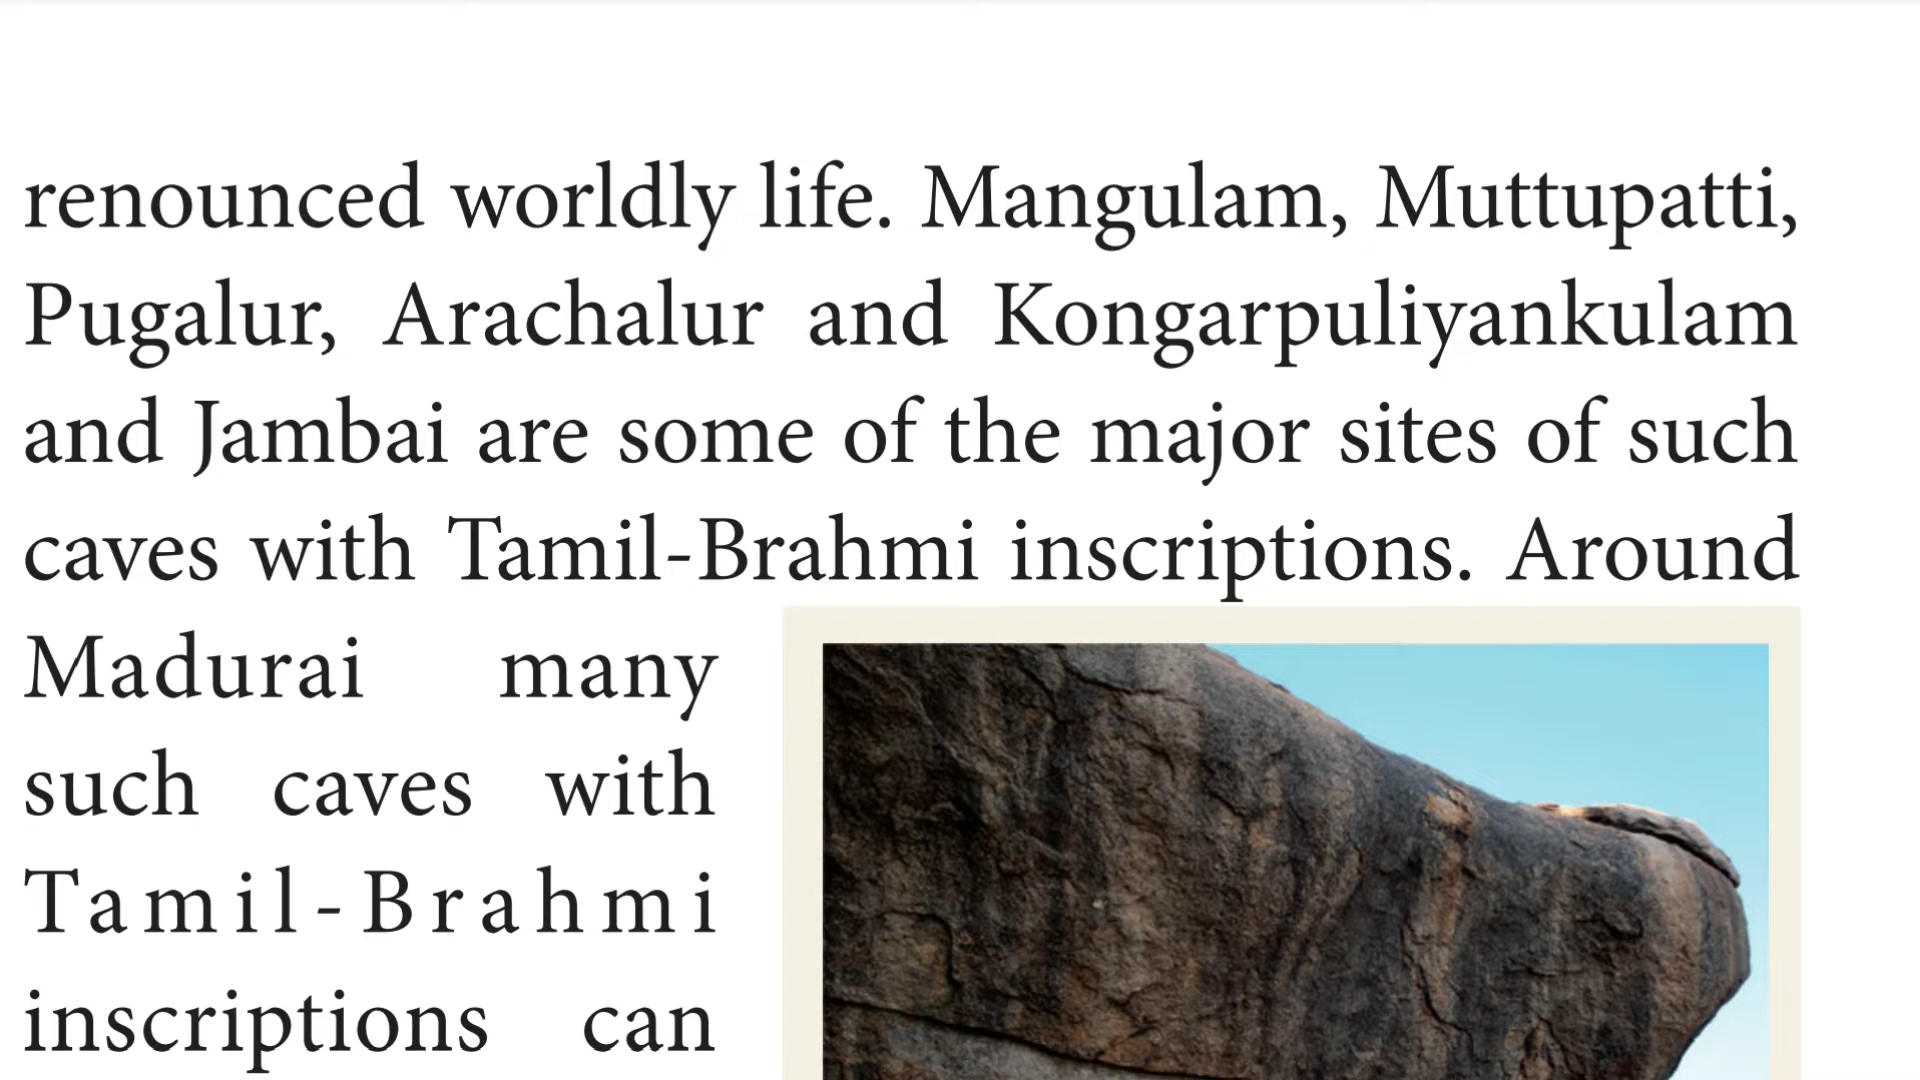 renounced worldly life. Mangulam, Muttupatti,
Pugalur, Arachalur and Kongarpuliyankulam
and Jambai are some of the major sites of such
caves with Tamil-Brahmi inscriptions. Around
Madurai many
such caves with
Tamil-Brahmi
inscriptions can